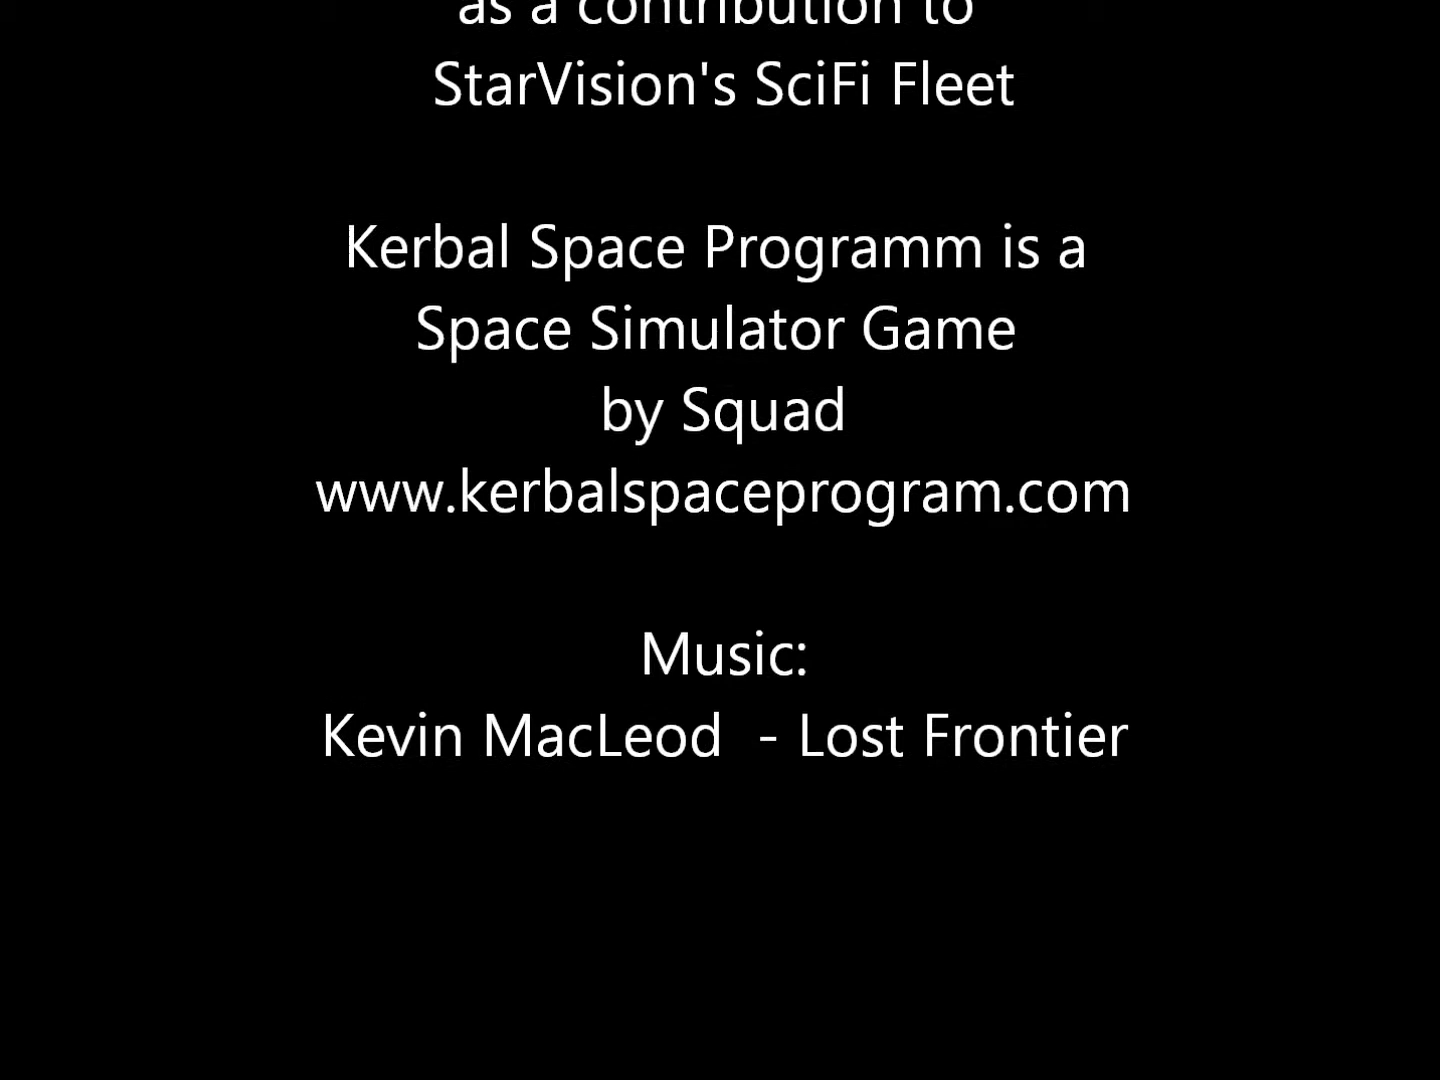 as a contribution to
StarVision's SciFi Fleet
Kerbal Space Programm is a
Space Simulator Game
by Squad
www.kerbalspaceprogram.com
Music:
Kevin MacLeod  - Lost Frontier